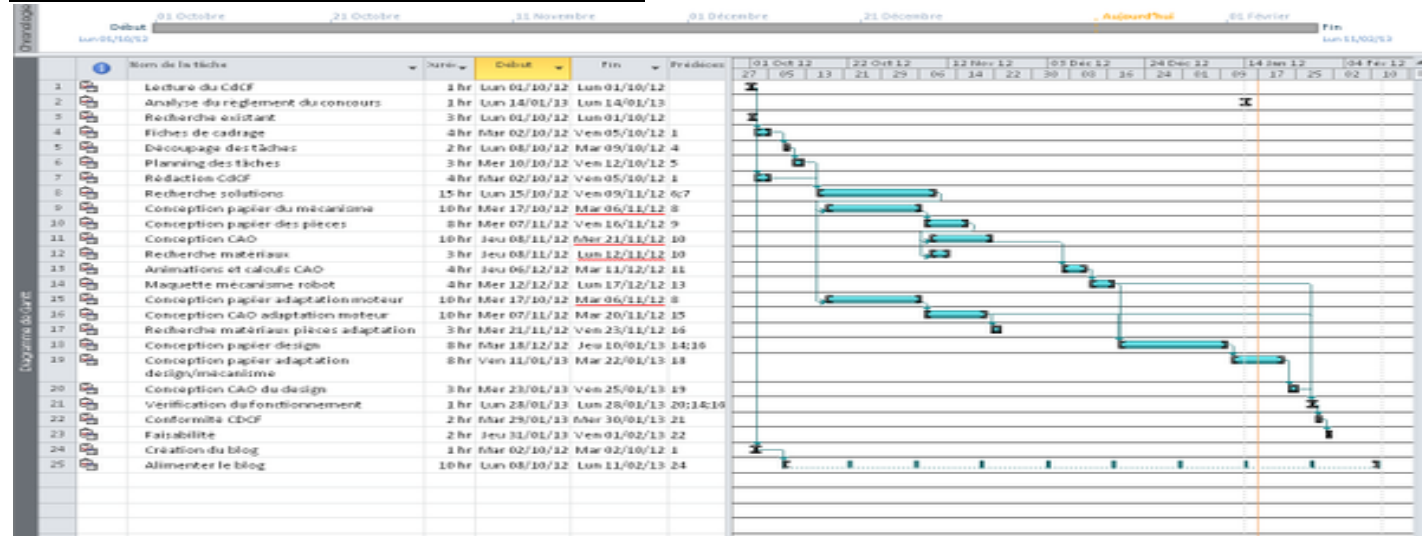 01 Octobre 21 Octobre 11 Novembre 01 Décembre 21 Décembre Aujourd'hui 01 Février
Début Fin
Lun 01/10/12 Lun 11/02/13
Chronologie
Nom de la tâche Début Fin Prédéces
01 Oct 12 22 Oct 12 12 Nov 12 03 Déc 12 24 Déc 12 14 Jan 12 04 Fév 12
27 05 13 21 29 06 14 22 30 08 16 24 01 09 17 25 02 10
Diagramme de Gantt
1 Lecture du CdCF 1 hr Lun 01/10/12 Lun 01/10/12
2 Analyse du règlement du concours 1 hr Lun 14/01/13 Lun 14/01/13
3 Recherche existant 3 hr Lun 01/10/12 Lun 01/10/12
4 Fiches de cadrage 4 hr Mar 02/10/12 Ven 05/10/12 1
5 Découpage des tâches 2 hr Lun 08/10/12 Mar 09/10/12 4
6 Planning des tâches 3 hr Mer 10/10/12 Ven 12/10/12 5
7 Rédaction CdCF 4 hr Mar 02/10/12 Ven 05/10/12 1
8 Recherche solutions 15 hr Lun 15/10/12 Ven 09/11/12 6;7
9 Conception papier du mécanisme 10 hr Mer 17/10/12 Mar 06/11/12 8
10 Conception papier des pièces 8 hr Mer 07/11/12 Ven 16/11/12 9
11 Conception CAO 10 hr Jeu 08/11/12 Mer 21/11/12 10
12 Recherche matériaux 3 hr Jeu 08/11/12 Lun 12/11/12 10
13 Animations et calculs CAO 4 hr Jeu 06/12/12 Mar 11/12/12 11
14 Maquette mécanisme robot 4 hr Mer 12/12/12 Lun 17/12/12 13
15 Conception papier adaptation moteur 10 hr Mer 17/10/12 Mar 06/11/12 8
16 Conception CAO adaptation moteur 10 hr Mer 07/11/12 Mar 20/11/12 15
17 Recherche matériaux pièces adaptation 3 hr Mer 21/11/12 Ven 23/11/12 16
18 Conception papier design 8 hr Mar 18/12/12 Jeu 10/01/13 14;16
19 Conception papier adaptation 8 hr Ven 11/01/13 Mar 22/01/13 18
design/mécanisme
20 Conception CAO du design 3 hr Mer 23/01/13 Ven 25/01/13 19
21 Vérification du fonctionnement 1 hr Lun 28/01/13 Lun 28/01/13 20;14;16
22 Conformité CDCF 2 hr Mar 29/01/13 Mer 30/01/13 21
23 Faisabilité 2 hr Jeu 31/01/13 Ven 01/02/13 22
24 Création du blog 1 hr Mar 02/10/12 Mar 02/10/12 1
25 Alimenter le blog 10 hr Lun 08/10/12 Lun 11/02/13 24